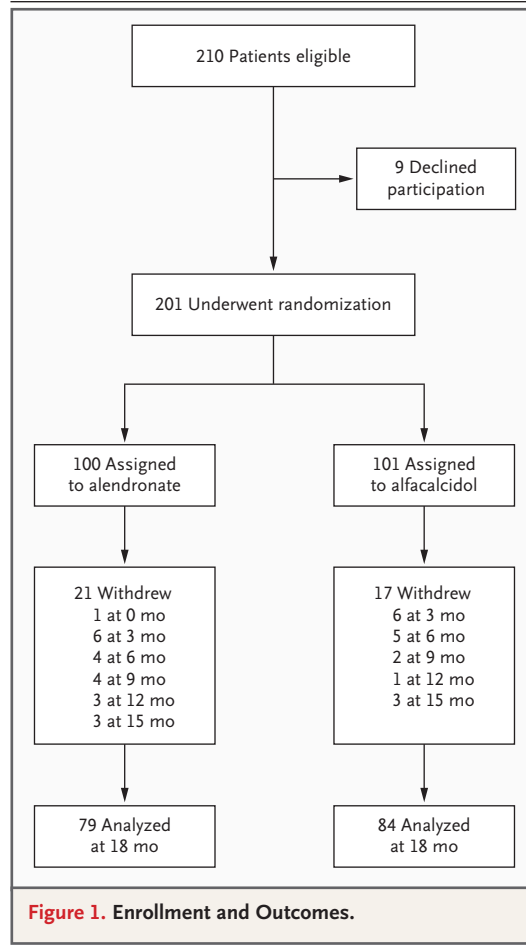 210 Patients eligible
9 Declined
participation
201 Underwent randomization
100 Assigned
to alendronate
101 Assigned
to alfacalcidol
21 Withdrew
1 at 0 mo
6 at 3 mo
4 at 6 mo
4 at 9 mo
3 at 12 mo
3 at 15 mo
17 Withdrew
6 at 3 mo
5 at 6 mo
2 at 9 mo
1 at 12 mo
3 at 15 mo
79 Analyzed
at 18 mo
84 Analyzed
at 18 mo
Figure 1. Enrollment and Outcomes.